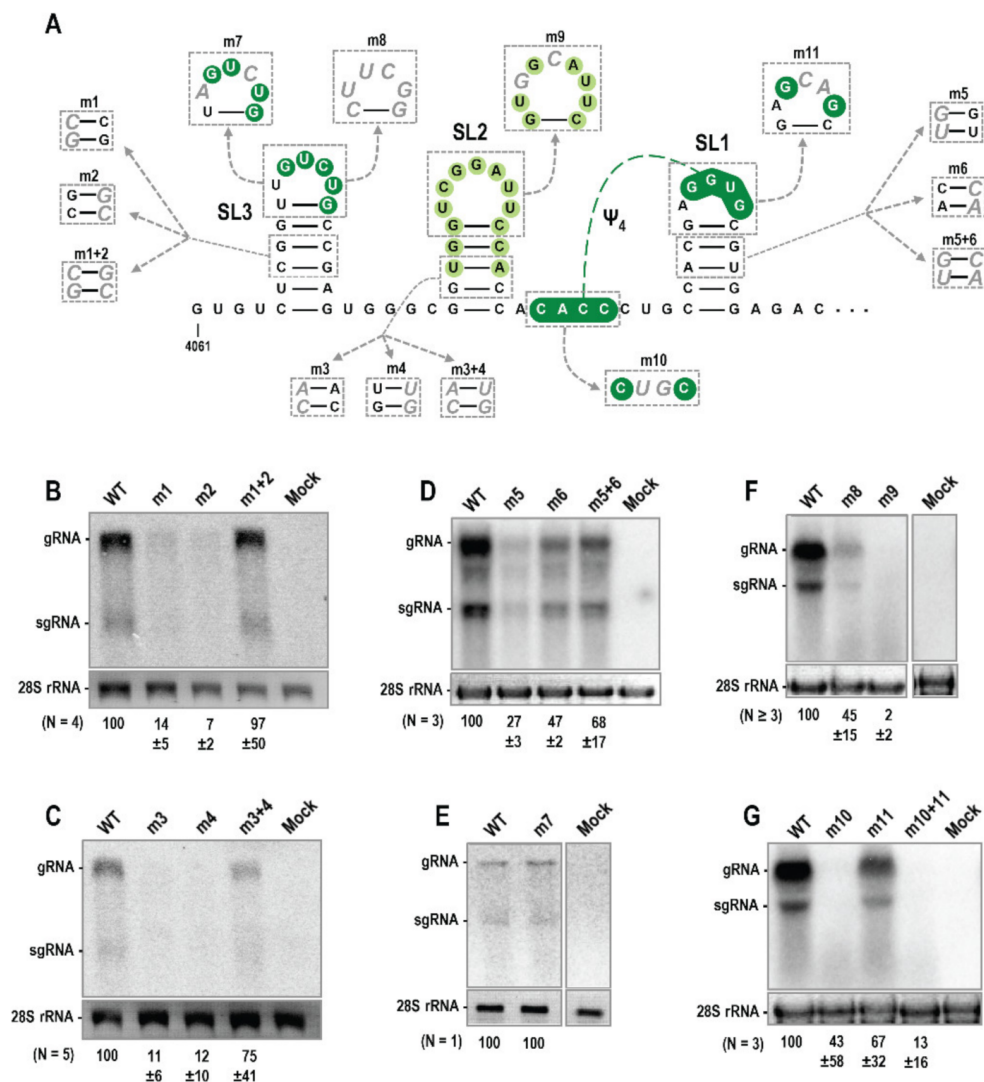 A
m7
G U C
A U
U — G
m8
U C
U G
C — G
m9
G C A
G U
U U
G — C
m11
C A
G G
A
G — C
m1
C — C
G — G
m2
G — G
C — C
m1+2
C — G
G — C
SL3
U C
G U
U G
U
G — C
G — C
C — G
U — A
SL2
G G
C A
U U
G U
G — C
G — C
U — A
G — C
Ψ4
SL1
G G
A U
A G
G — C
C — G
A — U
C — G
m5
G — G
U — U
m6
C — C
A — A
m5+6
G — C
U — A
G U G U C — G U G G G C G — C A C A C C C U G C — G A G A C ...
4061
m3
A — A
C — C
m4
U — U
G — G
m3+4
A — U
C — G
m10
C U G C
B
WT m1 m2 m1+2 Mock
gRNA
sgRNA
28S rRNA
(N = 4) 100 14 7 97
±5 ±2 ±50
D
WT m5 m6 m5+6 Mock
gRNA
sgRNA
28S rRNA
(N = 3) 100 27 47 68
±3 ±2 ±17
F
WT m8 m9 Mock
gRNA
sgRNA
28S rRNA
(N ≥ 3) 100 45 2
±15 ±2
C
WT m3 m4 m3+4 Mock
gRNA
sgRNA
28S rRNA
(N = 5) 100 11 12 75
±6 ±10 ±41
E
WT m7 Mock
gRNA
sgRNA
28S rRNA
(N = 1) 100 100
G
WT m10 m11 m10+11 Mock
gRNA
sgRNA
28S rRNA
(N = 3) 100 43 67 13
±58 ±32 ±16